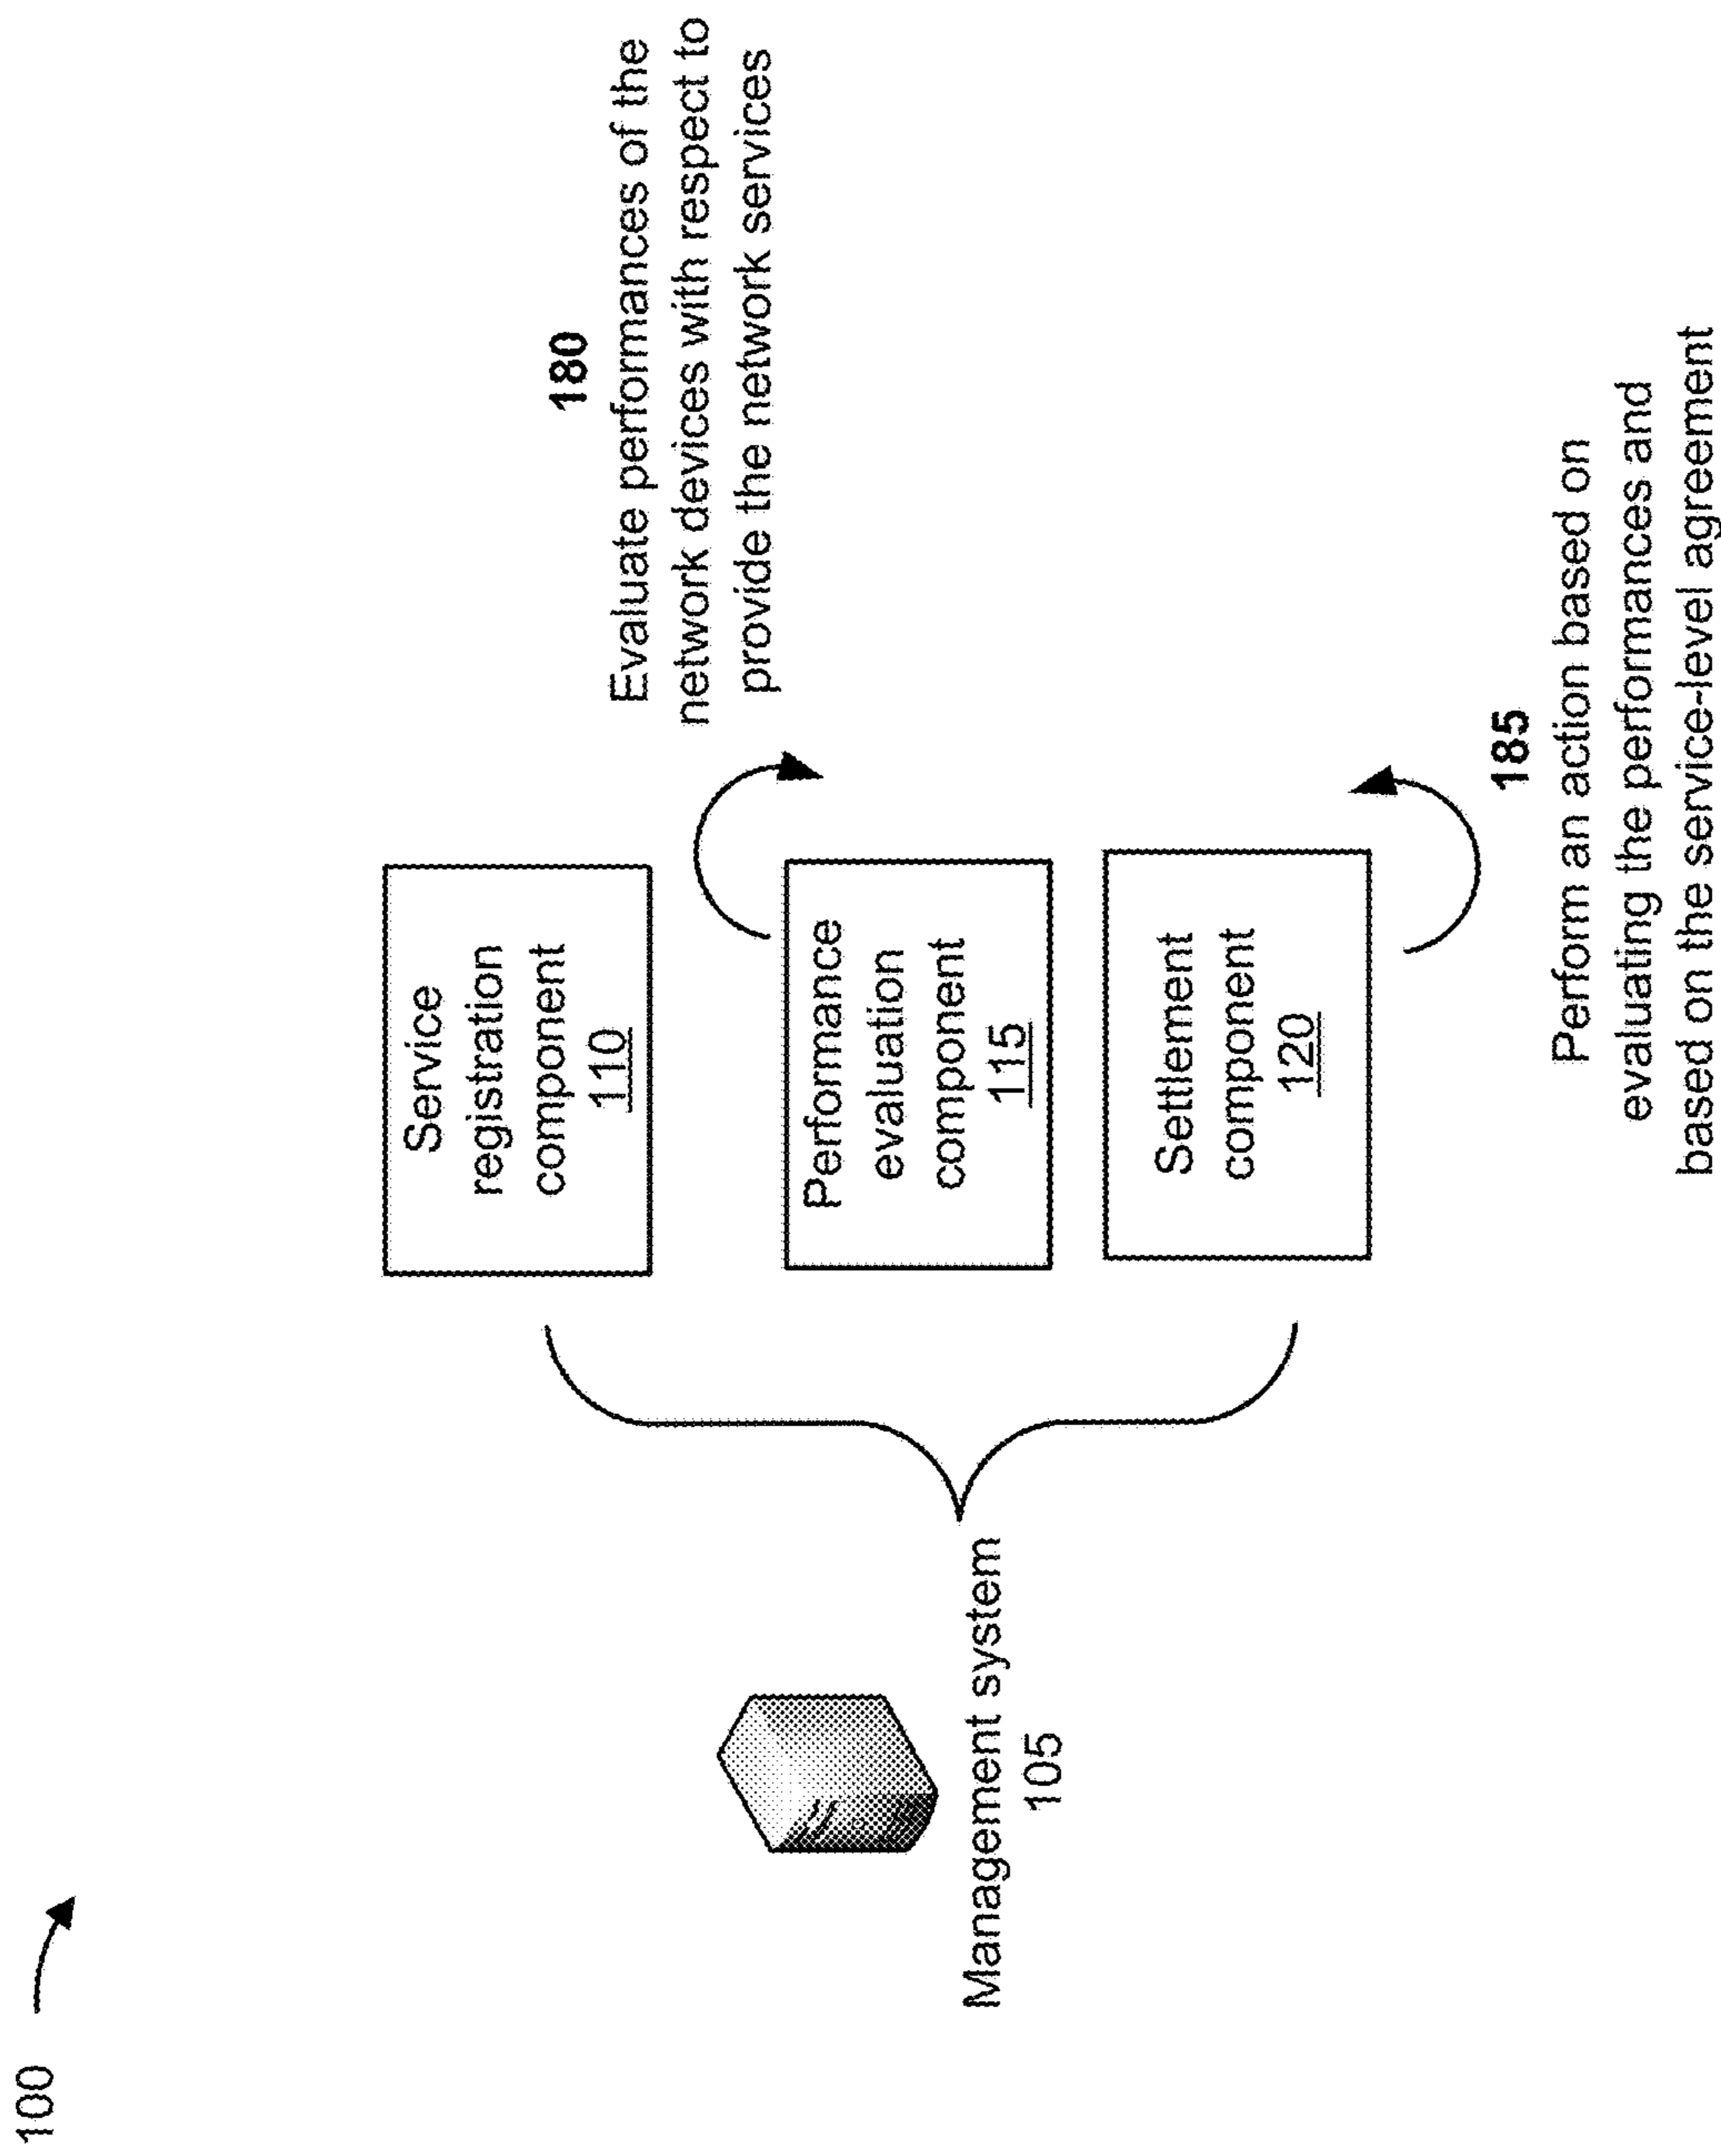 100
180
Evaluate performances of the
network devices with respect to
provide the network services
Service
registration
component
110
Performance
evaluation
component
115
Settlement
component
120
Management system
105
185
Perform an action based on
evaluating the performances and
based on the service-level agreement